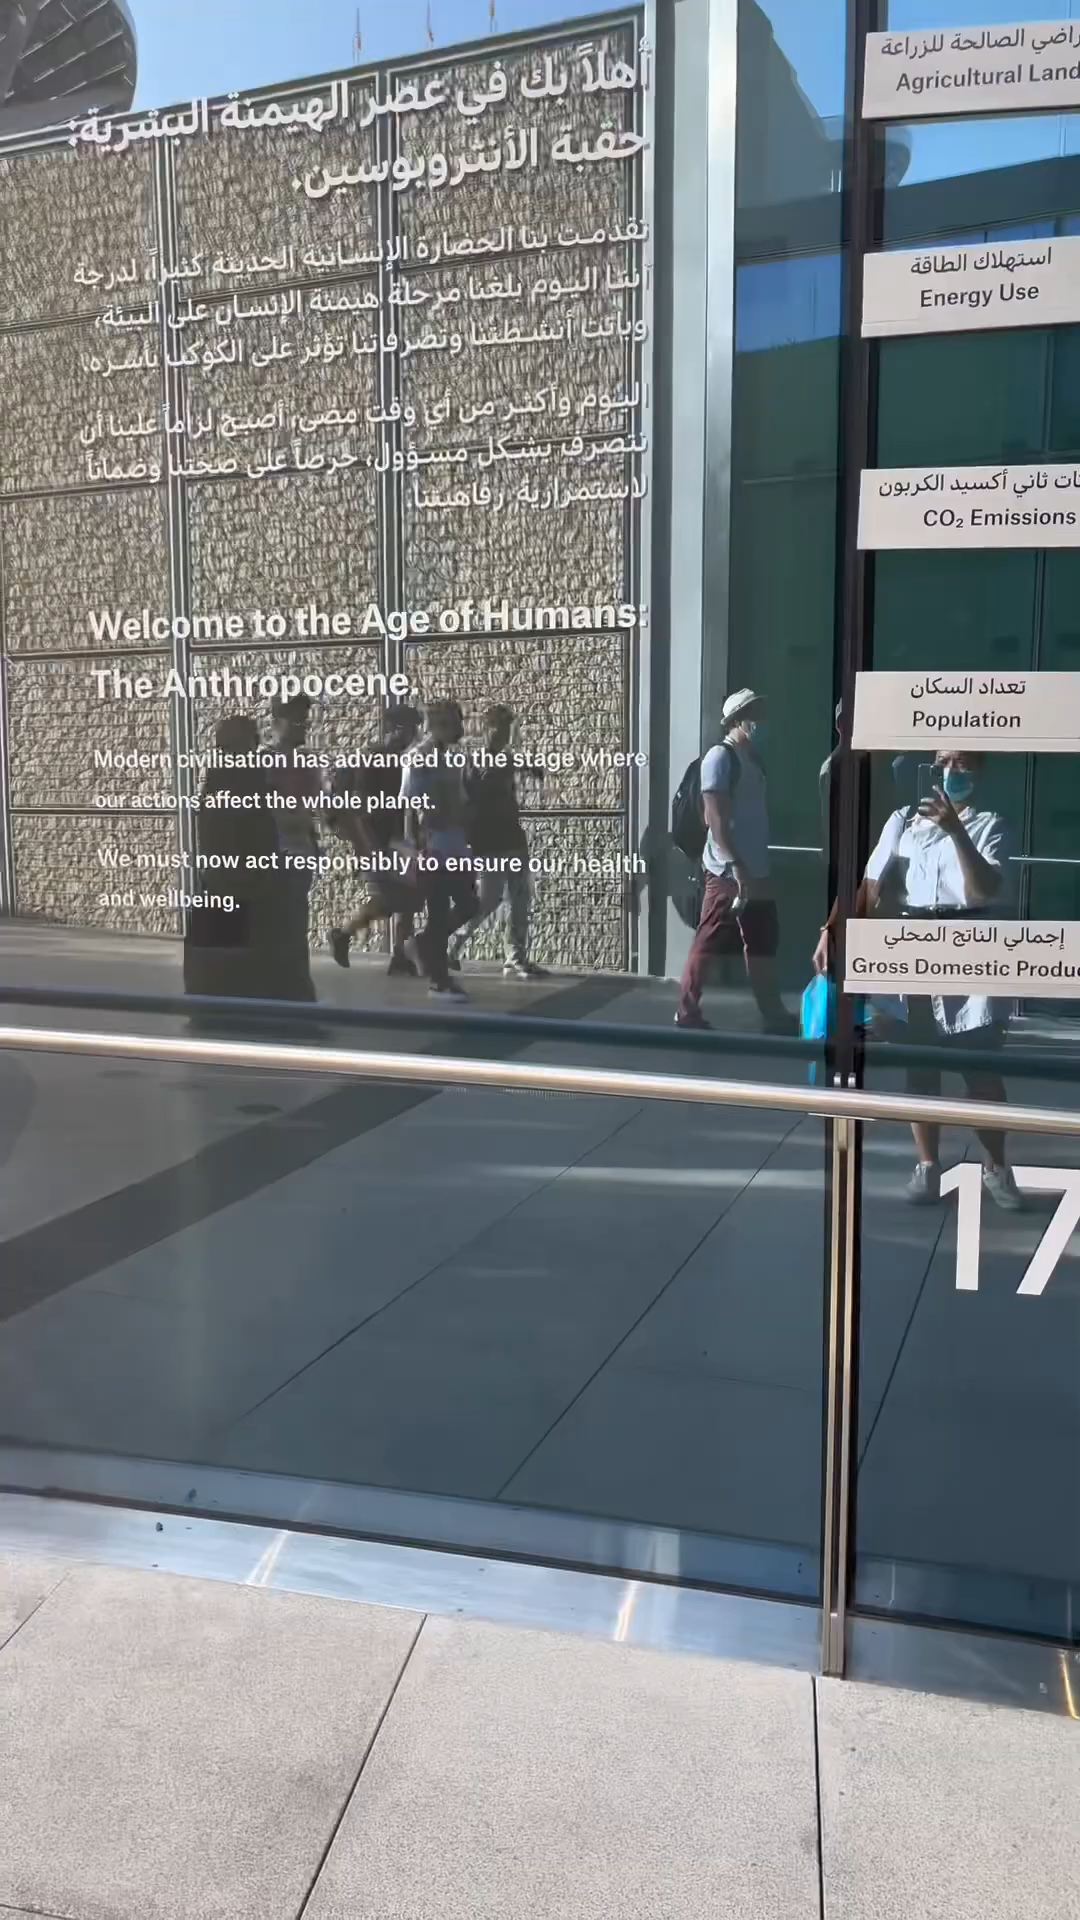 أهلاً بك في عصر الهيمنة البشرية:
حقبة الأنثروبوسين.
تقدمت بنا الحضارة الإنسانية الحديثة كثيراً، لدرجة
أننا اليوم بلغنا مرحلة هيمنة الإنسان على البيئة،
وباتت أنشطتنا وتصرفاتنا تؤثر على الكوكب بأسره.
اليوم وأكثر من أي وقت مضى، أصبح لزاماً علينا أن
نتصرف بشكل مسؤول، حرصاً على صحتنا وضماناً
لاستمرارية رفاهيتنا.
Welcome to the Age of Humans:
The Anthropocene.
Modern civilisation has advanced to the stage where
our actions affect the whole planet.
We must now act responsibly to ensure our health
and wellbeing.
الصالحة للزراعة
Agricultural Land
استهلاك الطاقة
Energy Use
ثاني أكسيد الكربون
CO₂ Emissions
تعداد السكان
Population
إجمالي الناتج المحلي
Gross Domestic
17